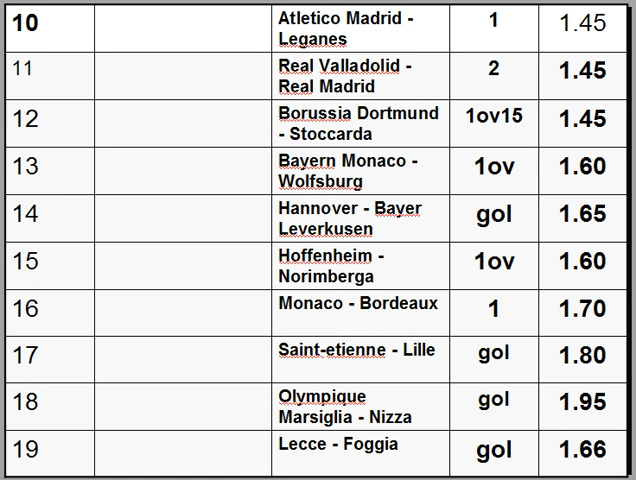 10 Atletico Madrid - 1 1.45
Leganes
11 Real Valladolid - 2 1.45
Real Madrid
12 Borussia Dortmund 1ov15 1.45
- Stoccarda
13 Bayern Monaco - 1ov 1.60
Wolfsburg
14 Hannover - Bayer gol 1.65
Leverkusen
15 Hoffenheim - 1ov 1.60
Norimberga
16 Monaco - Bordeaux 1 1.70
17 Saint-etienne - Lille gol 1.80
18 Olympique gol 1.95
Marsiglia - Nizza
19 Lecce - Foggia gol 1.66